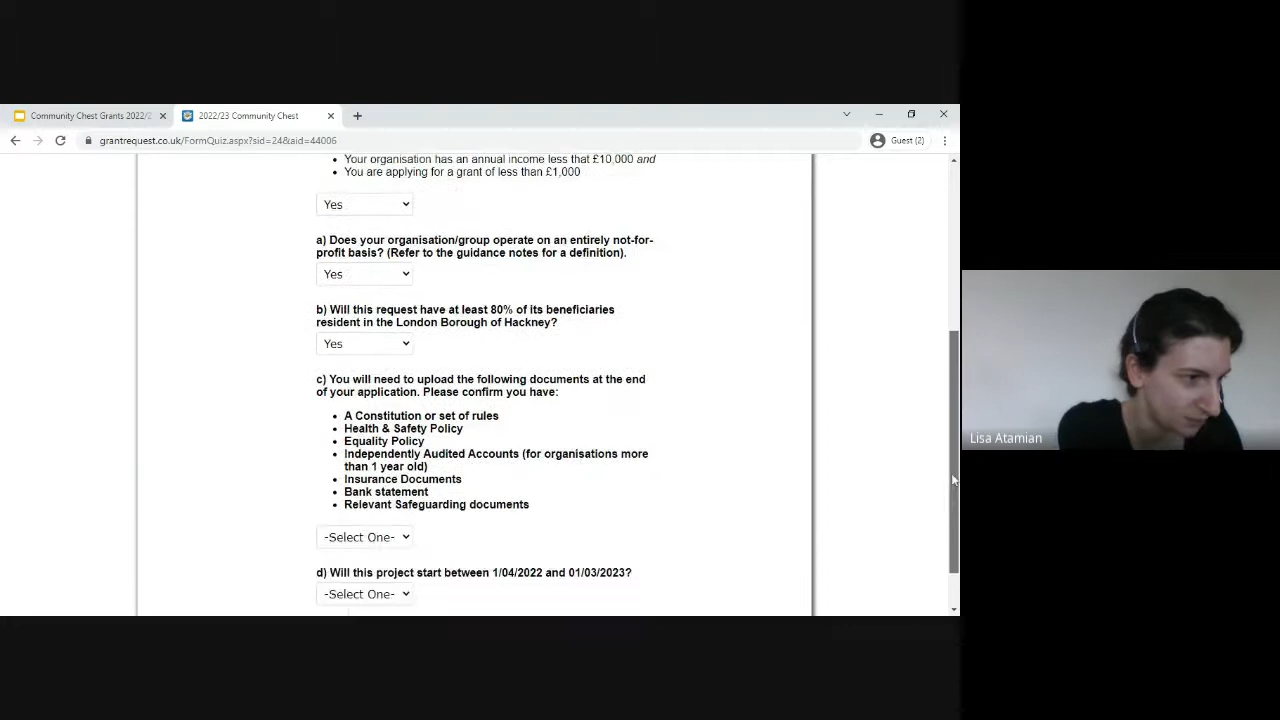 Community Chest Grants 2022/2
2022/23 Community Chest
grantrequest.co.uk/FormQuiz.aspx?sid=24&aid=44006
Guest (2)
Your organisation has an annual income less that £10,000 and
You are applying for a grant of less than £1,000
Yes
a) Does your organisation/group operate on an entirely not-for-
profit basis? (Refer to the guidance notes for a definition).
Yes
b) Will this request have at least 80% of its beneficiaries
resident in the London Borough of Hackney?
Yes
c) You will need to upload the following documents at the end
of your application. Please confirm you have:
A Constitution or set of rules
Health & Safety Policy
Equality Policy
Independently Audited Accounts (for organisations more
than 1 year old)
Insurance Documents
Bank statement
Relevant Safeguarding documents
-Select One-
d) Will this project start between 1/04/2022 and 01/03/2023?
-Select One-
Lisa Atamian